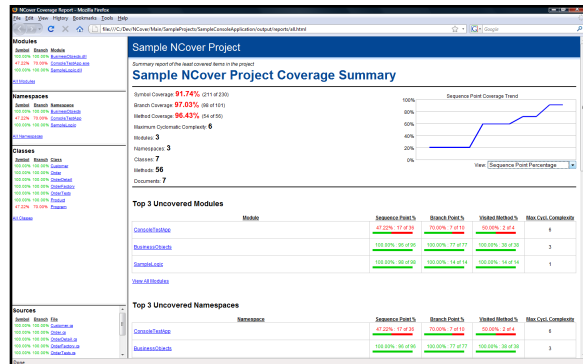 NCover Coverage Report - Mozilla Firefox
File Edit View History Bookmarks Tools Help
file:///C:/Dev/NCover/Main/SampleProjects/SampleConsoleApplication/output/reports/all.html
Google
Modules
Symbol Branch Module
100.00% 100.00% BusinessObjects.dll
47.22% 70.00% ConsoleTestApp.exe
100.00% 100.00% SampleLogic.dll
All Modules
Namespaces
Symbol Branch Namespace
100.00% 100.00% BusinessObjects
47.22% 70.00% ConsoleTestApp
100.00% 100.00% SampleLogic
All Namespaces
Classes
Symbol Branch Class
100.00% 100.00% Customer
100.00% 100.00% Order
100.00% 100.00% OrderDetail
100.00% 100.00% OrderFactory
100.00% 100.00% OrderTests
100.00% 100.00% Product
47.22% 70.00% Program
All Classes
Sources
Symbol Branch File
100.00% 100.00% Customer.cs
100.00% 100.00% Order.cs
100.00% 100.00% OrderDetail.cs
100.00% 100.00% OrderFactory.cs
100.00% 100.00% OrderTests.cs
Done
Sample NCover Project
Summary report of the least covered items in the project
Sample NCover Project Coverage Summary
Symbol Coverage: 91.74% (211 of 230)
Branch Coverage: 97.03% (98 of 101)
Method Coverage: 96.43% (54 of 56)
Maximum Cyclomatic Complexity: 6
Modules: 3
Namespaces: 3
Classes: 7
Methods: 56
Documents: 7
Sequence Point Coverage Trend
100%
80%
60%
40%
20%
0%
View: Sequence Point Percentage
Top 3 Uncovered Modules
Module Sequence Point % Branch Point % Visited Method % Max Cycl. Complexity
ConsoleTestApp 47.22% : 17 of 36 70.00% : 7 of 10 50.00% : 2 of 4 6
BusinessObjects 100.00% : 96 of 96 100.00% : 77 of 77 100.00% : 38 of 38 3
SampleLogic 100.00% : 98 of 98 100.00% : 14 of 14 100.00% : 14 of 14 1
View All Modules
Top 3 Uncovered Namespaces
Namespace Sequence Point % Branch Point % Visited Method % Max Cycl. Complexity
ConsoleTestApp 47.22% : 17 of 36 70.00% : 7 of 10 50.00% : 2 of 4 6
BusinessObjects 100.00% : 96 of 96 100.00% : 77 of 77 100.00% : 38 of 38 3